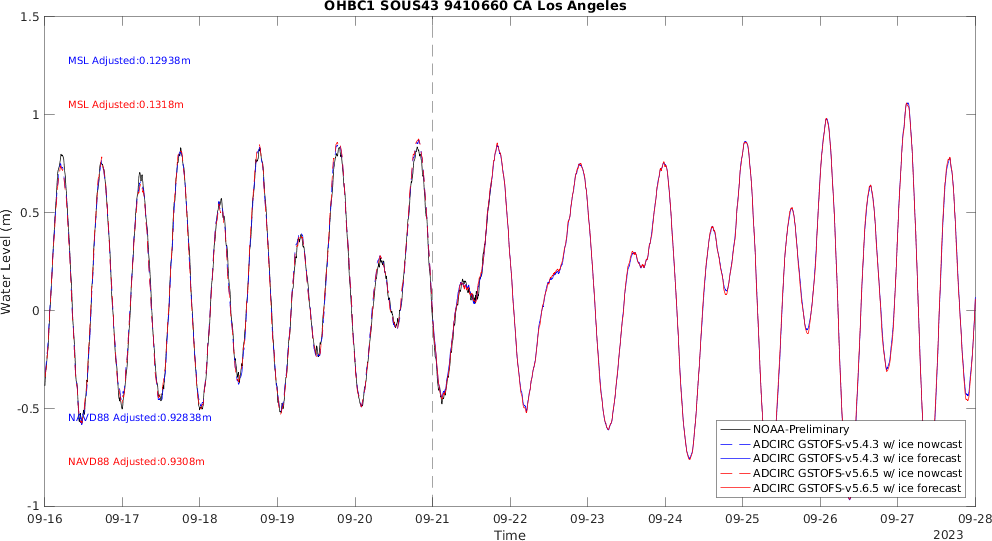 OHBC1 SOUS43 9410660 CA Los Angeles
1.5
1
0.5
0
-0.5
-1
Water Level (m)
MSL Adjusted:0.12938m
MSL Adjusted:0.1318m
NAVD88 Adjusted:0.92838m
NAVD88 Adjusted:0.9308m
NOAA-Preliminary
ADCIRC GSTOFS-v5.4.3 w/ ice nowcast
ADCIRC GSTOFS-v5.4.3 w/ ice forecast
ADCIRC GSTOFS-v5.6.5 w/ ice nowcast
ADCIRC GSTOFS-v5.6.5 w/ ice forecast
09-16 09-17 09-18 09-19 09-20 09-21 09-22 09-23 09-24 09-25 09-26 09-27 09-28
Time
2023